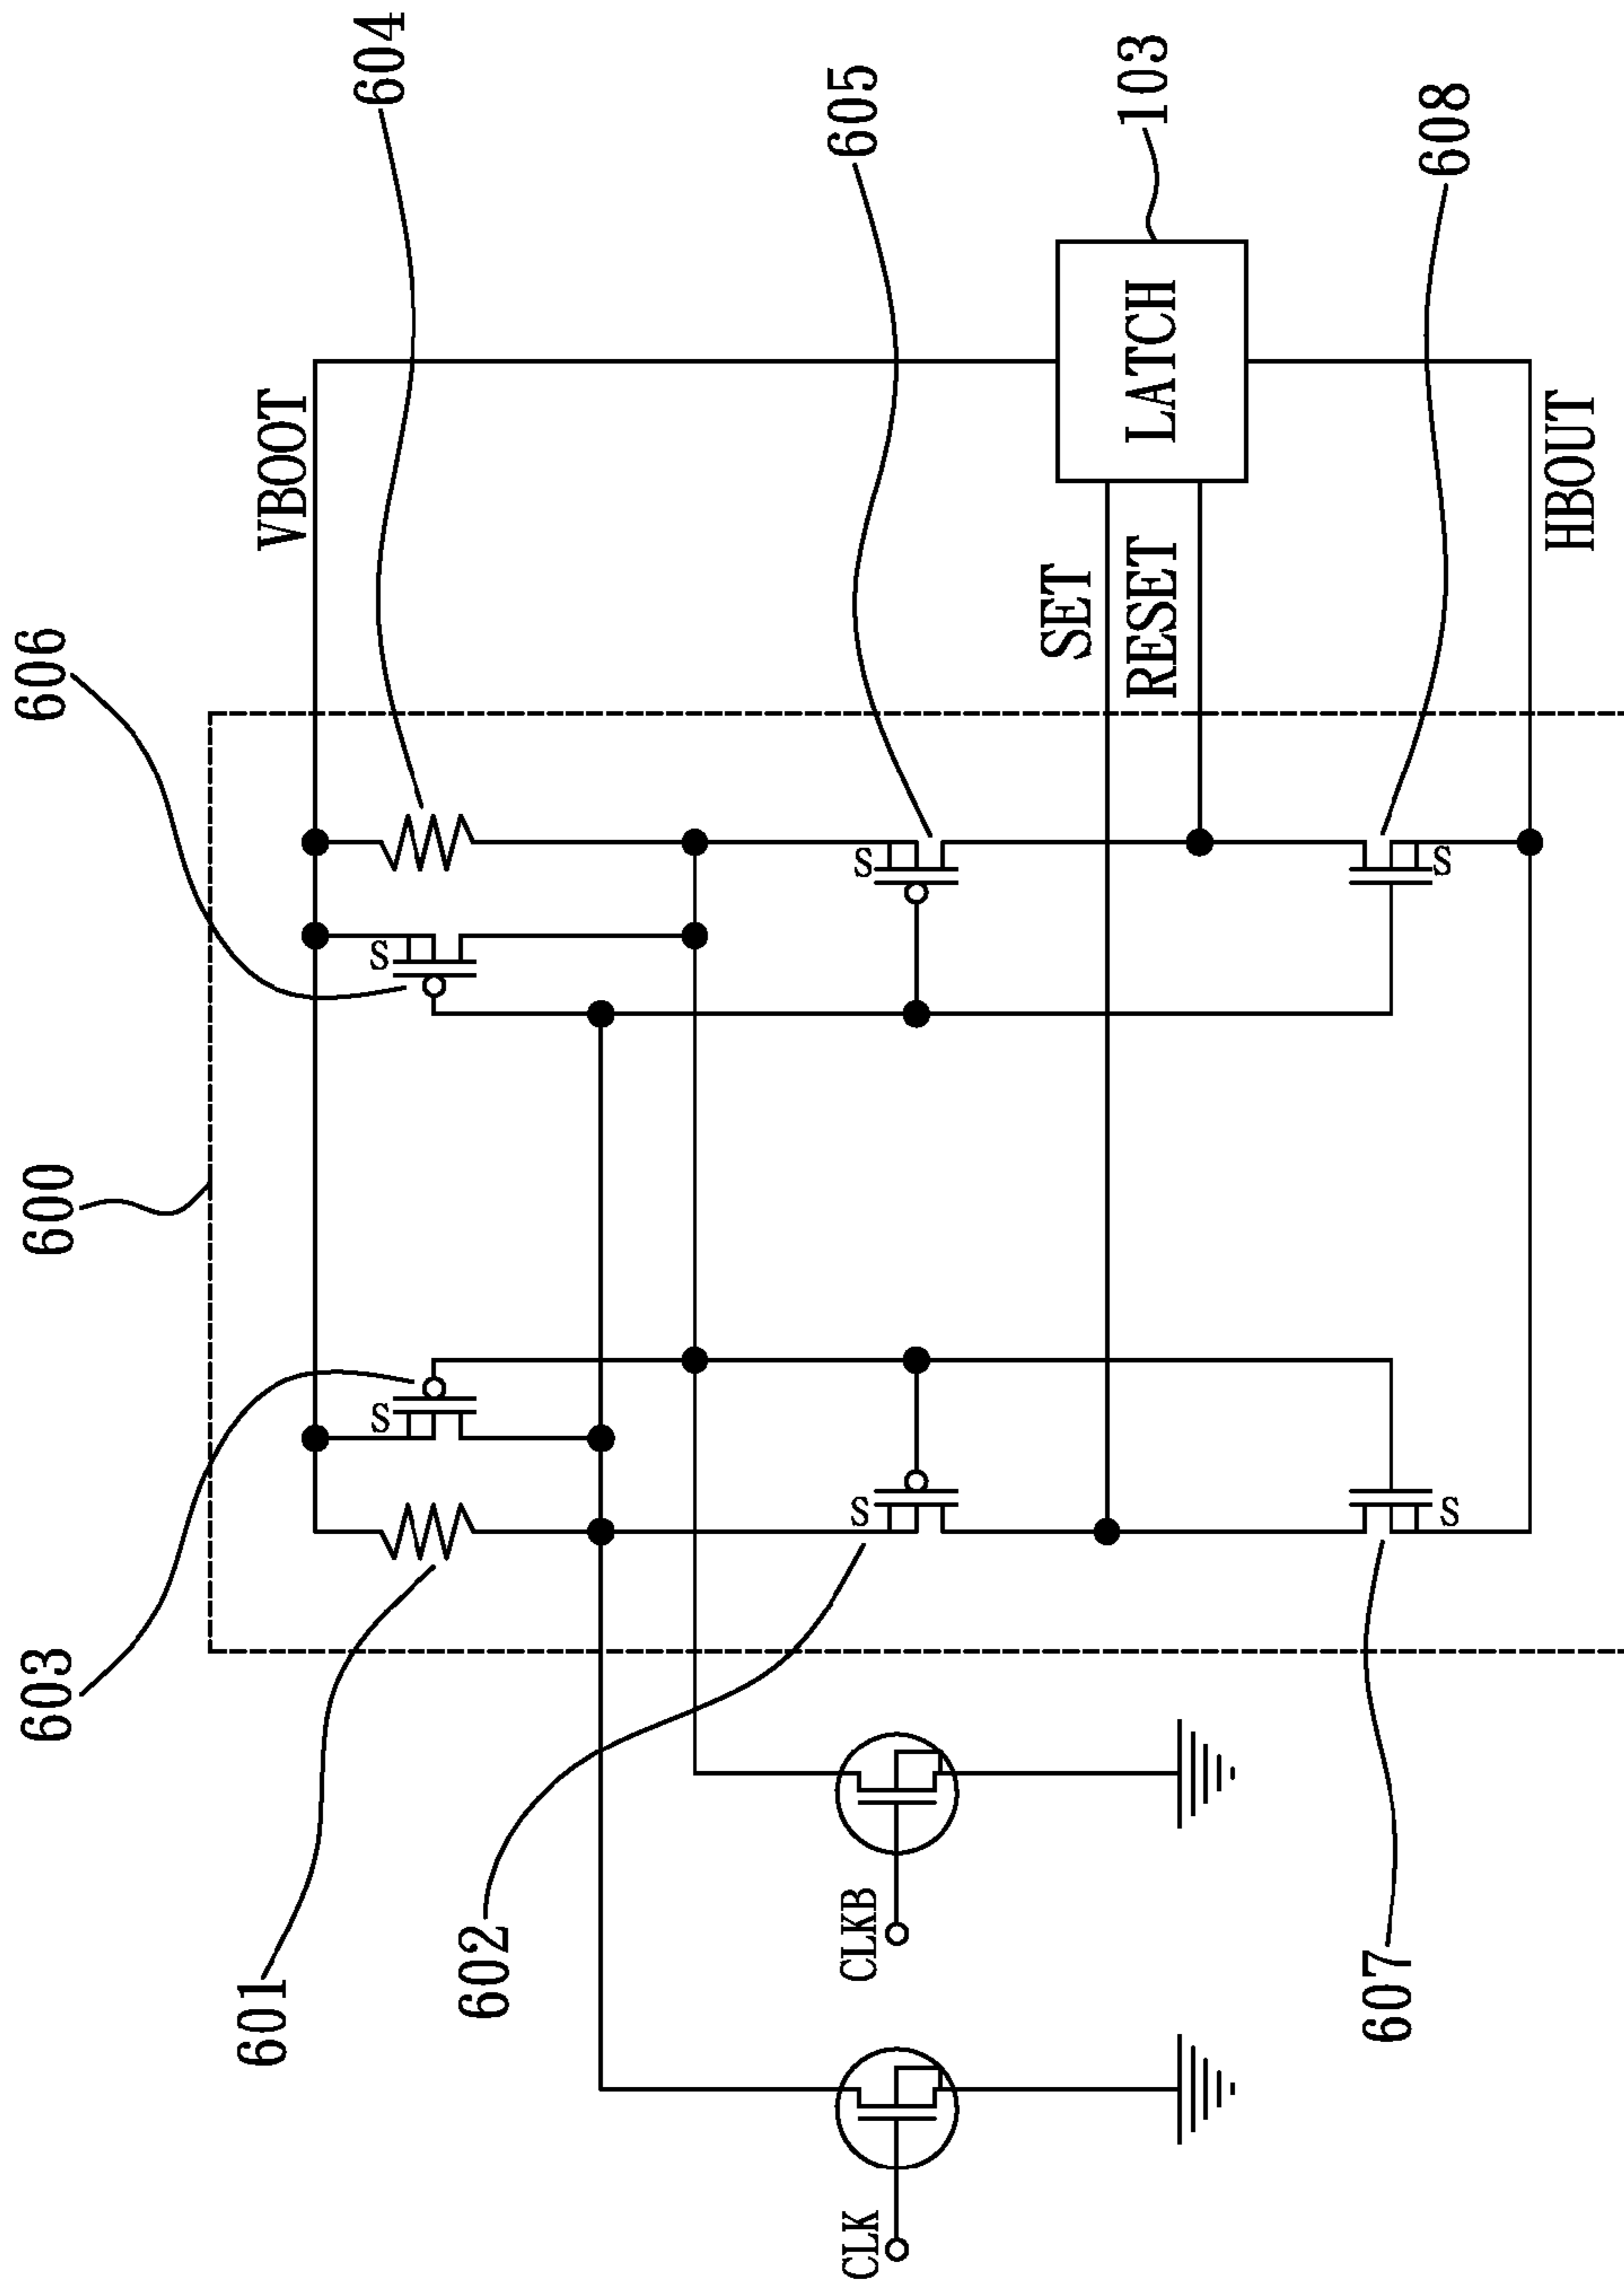 603
600
606
604
601
VBOOT
S
S
602
605
S
S
CLK
CLKB
SET
RESET
LATCH
103
607
608
S
S
HBOUT